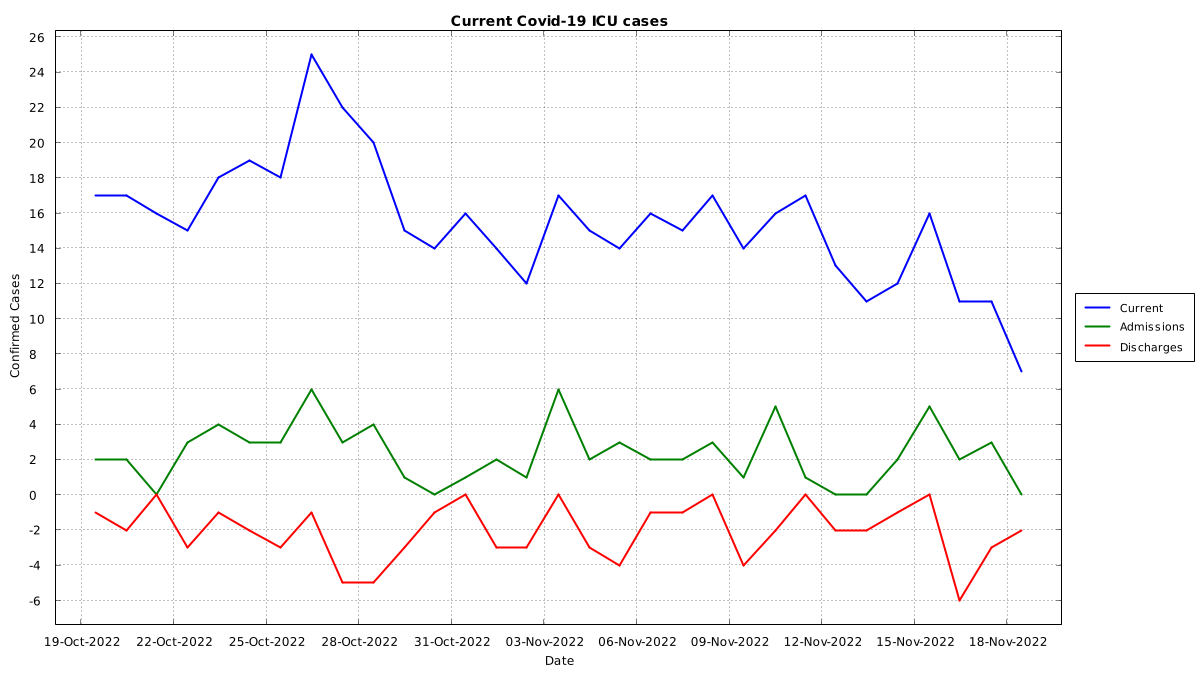 Current Covid-19 ICU cases
26
24
22
20
18
16
14
12
10
8
6
4
2
0
-2
-4
-6
Confirmed Cases
19-Oct-2022 22-Oct-2022 25-Oct-2022 28-Oct-2022 31-Oct-2022 03-Nov-2022 06-Nov-2022 09-Nov-2022 12-Nov-2022 15-Nov-2022 18-Nov-2022
Date
Current
Admissions
Discharges